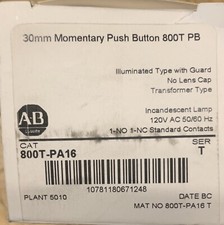 30mm Momentary Push Button 800T PB
Illuminated Type with Guard
No Lens Cap
Transformer Type
Incandescent Lamp
120V AC 50/60 Hz
1-NO 1-NC Standard Contacts
A-B
CAT
SER
800T-PA16
T
10781180671248
PLANT 5010
DATE BC
MAT NO 800T-PA16 T